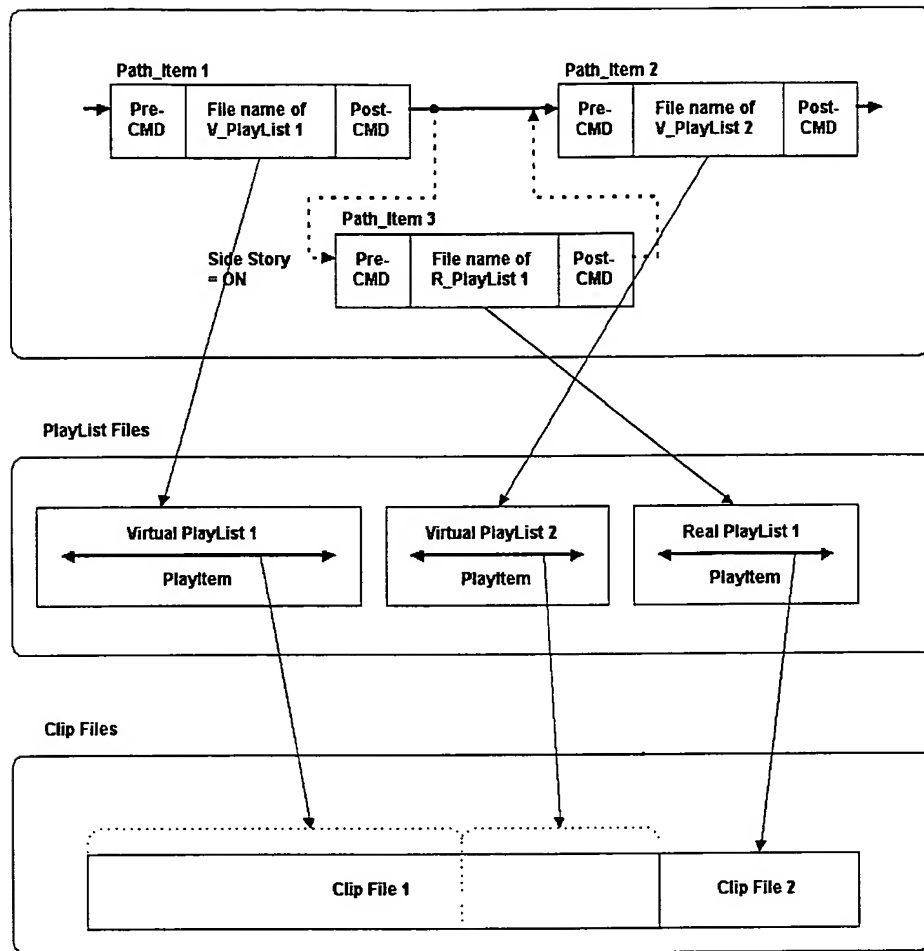 Path_Item 1
Path_Item 2
Pre-
CMD
File name of
V_PlayList 1
Post-
CMD
Pre-
CMD
File name of
V_PlayList 2
Post-
CMD
Path_Item 3
Side Story
= ON
Pre-
CMD
File name of
R_PlayList 1
Post-
CMD
PlayList Files
Virtual PlayList 1
PlayItem
Virtual PlayList 2
PlayItem
Real PlayList 1
PlayItem
Clip Files
Clip File 1
Clip File 2